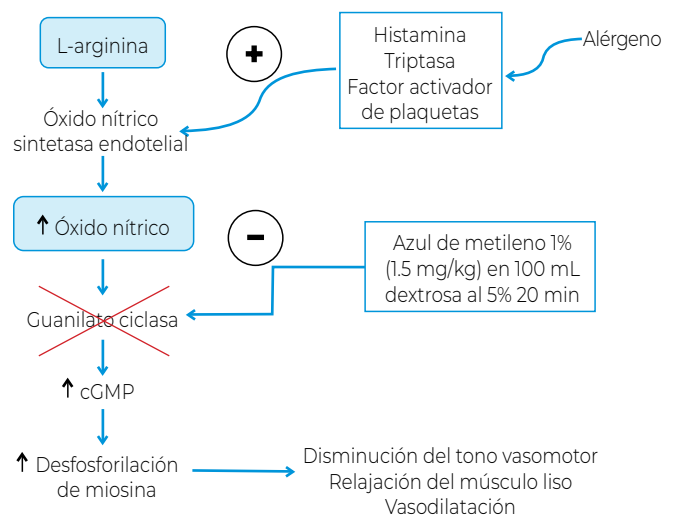 L-arginina
+
Histamina
Triptasa
Factor activador
de plaquetas
Alérgeno
Óxido nítrico
sintetasa endotelial
↑ Óxido nítrico
−
Azul de metileno 1%
(1.5 mg/kg) en 100 mL
dextrosa al 5% 20 min
Guanilato ciclasa
↑ cGMP
↑ Desfosforilación
de miosina
Disminución del tono vasomotor
Relajación del músculo liso
Vasodilatación